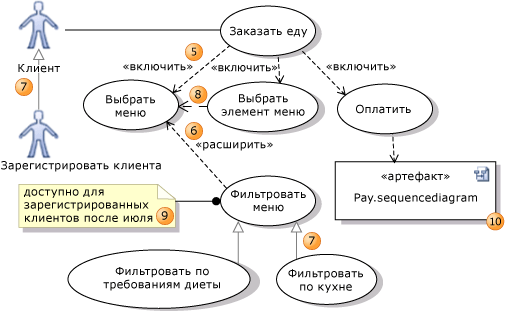 Заказать еду
Клиент
5
«включить»
«включить»
«включить»
7
8
Выбрать
меню
Выбрать
элемент меню
Оплатить
6
«расширить»
Зарегистрировать клиента
«артефакт»
Pay.sequencediagram
10
доступно для
зарегистрированных
клиентов после июля
9
Фильтровать
меню
7
Фильтровать по
требованиям диеты
Фильтровать
по кухне